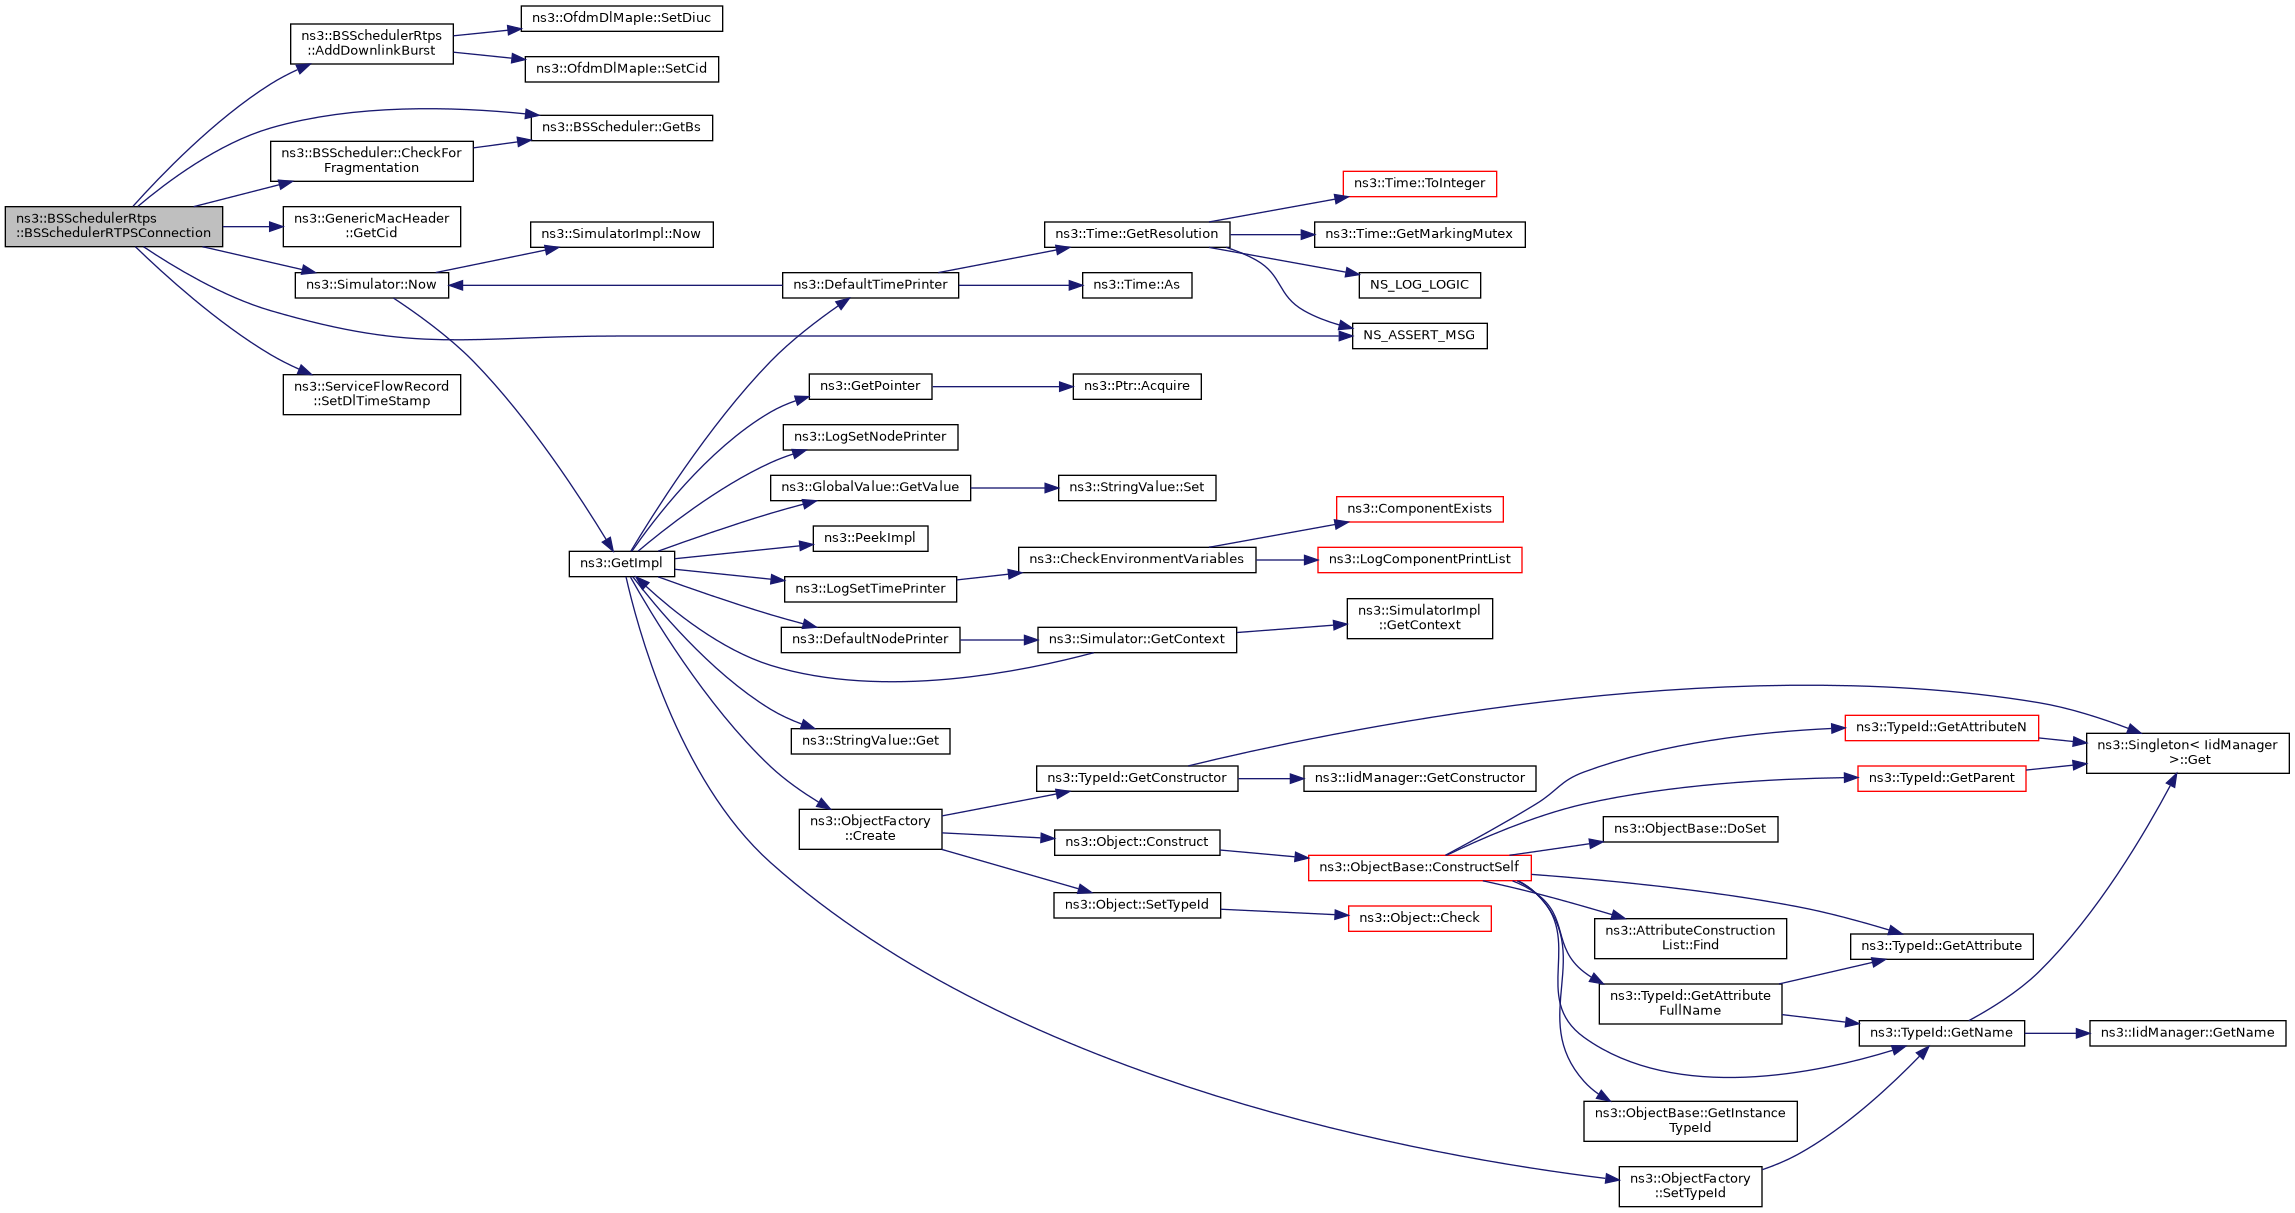 ns3::BSSchedulerRtps
::BSSchedulerRTPSConnection
ns3::BSSchedulerRtps
::AddDownlinkBurst
ns3::OfdmDlMapIe::SetDiuc
ns3::OfdmDlMapIe::SetCid
ns3::BSScheduler::GetBs
ns3::BSScheduler::CheckFor
Fragmentation
ns3::GenericMacHeader
::GetCid
ns3::Simulator::Now
ns3::ServiceFlowRecord
::SetDlTimeStamp
ns3::SimulatorImpl::Now
ns3::GetImpl
ns3::DefaultTimePrinter
ns3::Time::GetResolution
ns3::Time::As
ns3::Time::ToInteger
ns3::Time::GetMarkingMutex
NS_LOG_LOGIC
NS_ASSERT_MSG
ns3::GetPointer
ns3::Ptr::Acquire
ns3::LogSetNodePrinter
ns3::GlobalValue::GetValue
ns3::StringValue::Set
ns3::PeekImpl
ns3::LogSetTimePrinter
ns3::CheckEnvironmentVariables
ns3::ComponentExists
ns3::LogComponentPrintList
ns3::DefaultNodePrinter
ns3::Simulator::GetContext
ns3::SimulatorImpl
::GetContext
ns3::StringValue::Get
ns3::ObjectFactory
::Create
ns3::TypeId::GetConstructor
ns3::IidManager::GetConstructor
ns3::Object::Construct
ns3::Object::SetTypeId
ns3::Object::Check
ns3::ObjectBase::ConstructSelf
ns3::TypeId::GetAttributeN
ns3::TypeId::GetParent
ns3::Singleton< IidManager
>::Get
ns3::ObjectBase::DoSet
ns3::AttributeConstruction
List::Find
ns3::TypeId::GetAttribute
ns3::TypeId::GetAttribute
FullName
ns3::TypeId::GetName
ns3::IidManager::GetName
ns3::ObjectBase::GetInstance
TypeId
ns3::ObjectFactory
::SetTypeId